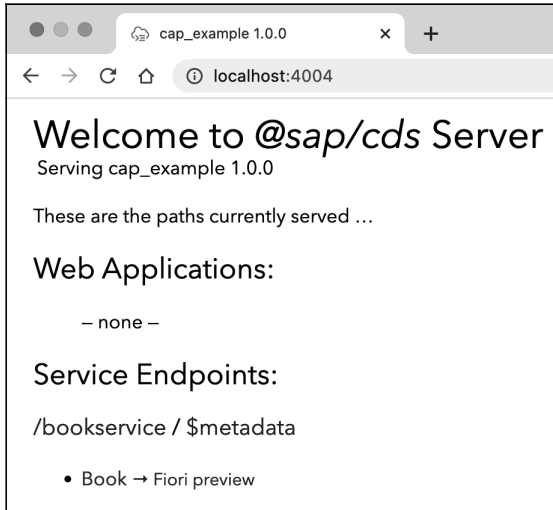 cap_example 1.0.0
localhost:4004
Welcome to @sap/cds Server
Serving cap_example 1.0.0
These are the paths currently served …
Web Applications:
– none –
Service Endpoints:
/bookservice / $metadata
• Book → Fiori preview